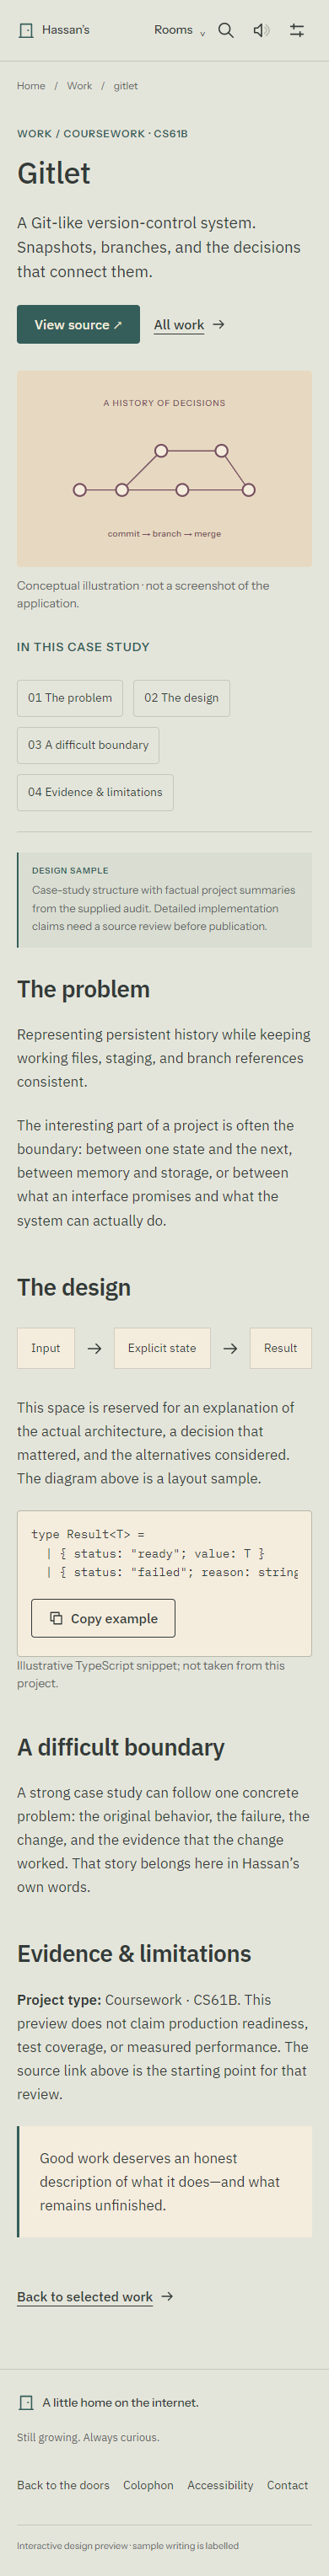 Hassan's
Rooms
Home / Work / gitlet
WORK / COURSEWORK · CS61B
Gitlet
A Git-like version-control system.
Snapshots, branches, and the decisions
that connect them.
View source ↗
All work →
A HISTORY OF DECISIONS
commit → branch → merge
Conceptual illustration · not a screenshot of the
application.
IN THIS CASE STUDY
01 The problem
02 The design
03 A difficult boundary
04 Evidence & limitations
DESIGN SAMPLE
Case-study structure with factual project summaries
from the supplied audit. Detailed implementation
claims need a source review before publication.
The problem
Representing persistent history while keeping
working files, staging, and branch references
consistent.
The interesting part of a project is often the
boundary: between one state and the next,
between memory and storage, or between
what an interface promises and what the
system can actually do.
The design
Input → Explicit state → Result
This space is reserved for an explanation of
the actual architecture, a decision that
mattered, and the alternatives considered.
The diagram above is a layout sample.
type Result<T> =
| { status: "ready"; value: T }
| { status: "failed"; reason: string
Copy example
Illustrative TypeScript snippet; not taken from this
project.
A difficult boundary
A strong case study can follow one concrete
problem: the original behavior, the failure, the
change, and the evidence that the change
worked. That story belongs here in Hassan's
own words.
Evidence & limitations
Project type: Coursework · CS61B. This
preview does not claim production readiness,
test coverage, or measured performance. The
source link above is the starting point for that
review.
Good work deserves an honest
description of what it does—and what
remains unfinished.
Back to selected work →
A little home on the internet.
Still growing. Always curious.
Back to the doors
Colophon
Accessibility
Contact
Interactive design preview · sample writing is labelled